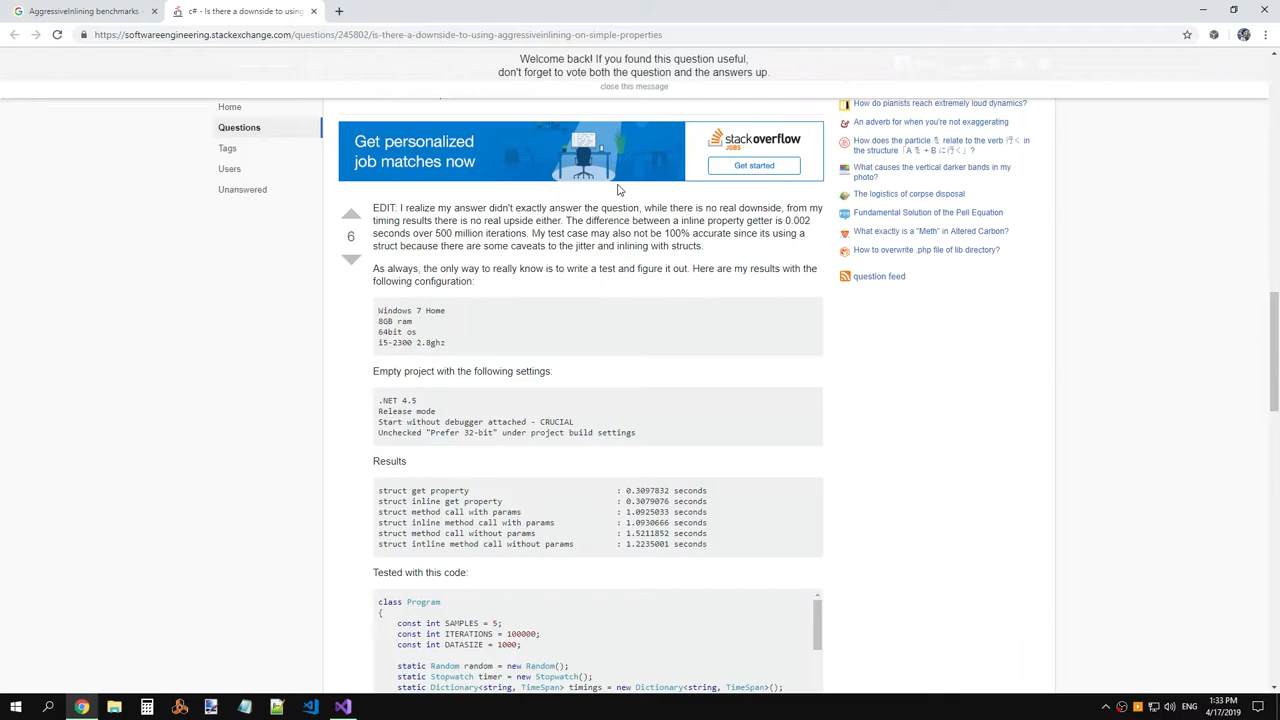 AggressiveInlining benchmarks -
c# - Is there a downside to using
https://softwareengineering.stackexchange.com/questions/245802/is-there-a-downside-to-using-aggressiveinlining-on-simple-properties
Welcome back! If you found this question useful,
don't forget to vote both the question and the answers up.
close this message
Home
Questions
Tags
Users
Unanswered
Get personalized
job matches now
stackoverflow
JOBS
Get started
6
EDIT: I realize my answer didn't exactly answer the question, while there is no real downside, from my
timing results there is no real upside either. The difference between a inline property getter is 0.002
seconds over 500 million iterations. My test case may also not be 100% accurate since its using a
struct because there are some caveats to the jitter and inlining with structs.
As always, the only way to really know is to write a test and figure it out. Here are my results with the
following configuration:
Windows 7 Home
8GB ram
64bit os
i5-2300 2.8ghz
Empty project with the following settings:
.NET 4.5
Release mode
Start without debugger attached - CRUCIAL
Unchecked "Prefer 32-bit" under project build settings
Results
struct get property : 0.3097832 seconds
struct inline get property : 0.3079076 seconds
struct method call with params : 1.0925033 seconds
struct inline method call with params : 1.0930666 seconds
struct method call without params : 1.5211852 seconds
struct intline method call without params : 1.2235001 seconds
Tested with this code:
class Program
{
const int SAMPLES = 5;
const int ITERATIONS = 100000;
const int DATASIZE = 1000;
static Random random = new Random();
static Stopwatch timer = new Stopwatch();
static Dictionary<string, TimeSpan> timings = new Dictionary<string, TimeSpan>();
How do pianists reach extremely loud dynamics?
An adverb for when you're not exaggerating
How does the particle を relate to the verb 行く in
the structure「A を + B に行く」?
What causes the vertical darker bands in my
photo?
The logistics of corpse disposal
Fundamental Solution of the Pell Equation
What exactly is a "Meth" in Altered Carbon?
How to overwrite .php file of lib directory?
question feed
ENG
1:33 PM
4/17/2019